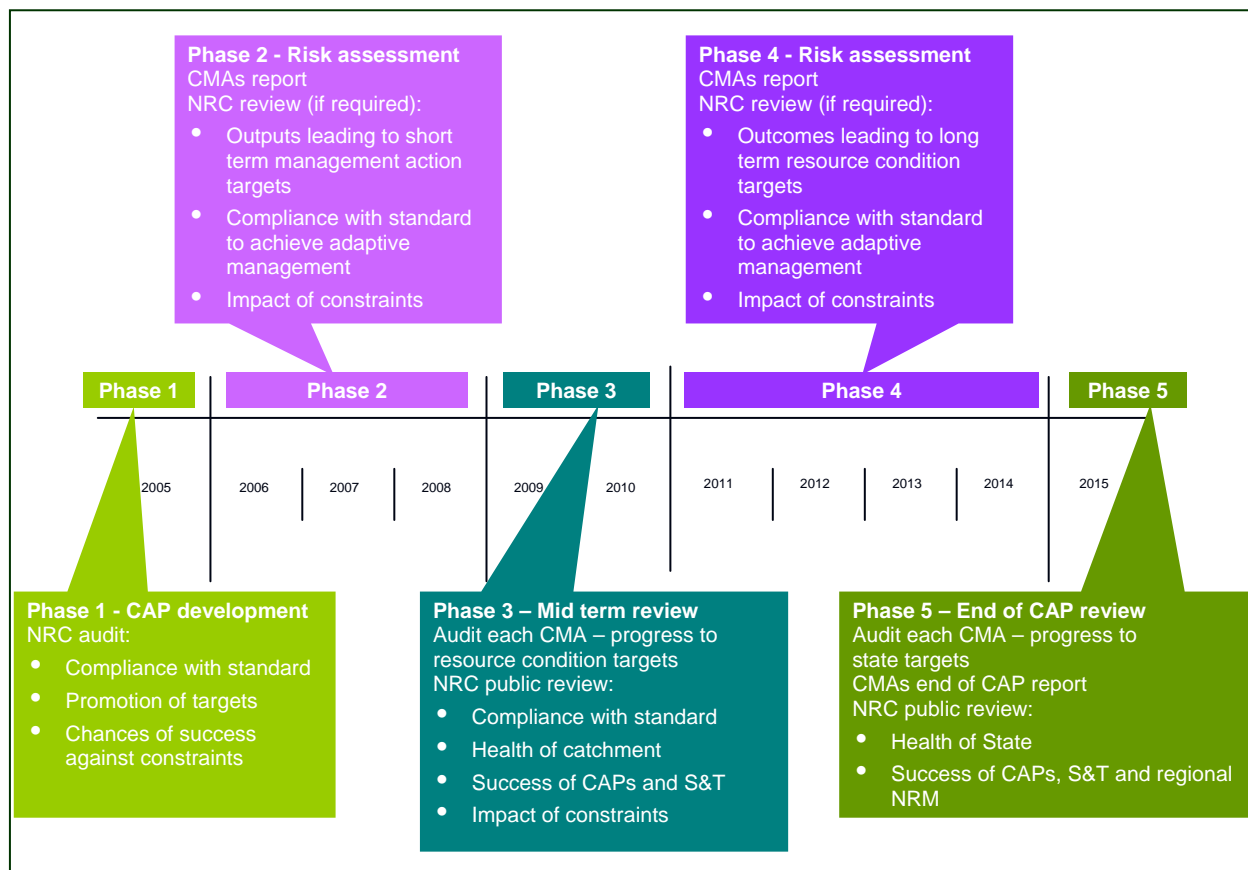 Phase 2 - Risk assessment
CMAs report
NRC review (if required):
• Outputs leading to short
term management action
targets
• Compliance with standard
to achieve adaptive
management
• Impact of constraints
Phase 4 - Risk assessment
CMAs report
NRC review (if required):
• Outcomes leading to long
term resource condition
targets
• Compliance with standard
to achieve adaptive
management
• Impact of constraints
Phase 1
Phase 2
Phase 3
Phase 4
Phase 5
2005
2006
2007
2008
2009
2010
2011
2012
2013
2014
2015
Phase 1 - CAP development
NRC audit:
• Compliance with standard
• Promotion of targets
• Chances of success
against constraints
Phase 3 – Mid term review
Audit each CMA – progress to
resource condition targets
NRC public review:
• Compliance with standard
• Health of catchment
• Success of CAPs and S&T
• Impact of constraints
Phase 5 – End of CAP review
Audit each CMA – progress to
state targets
CMAs end of CAP report
NRC public review:
• Health of State
• Success of CAPs, S&T and regional
NRM